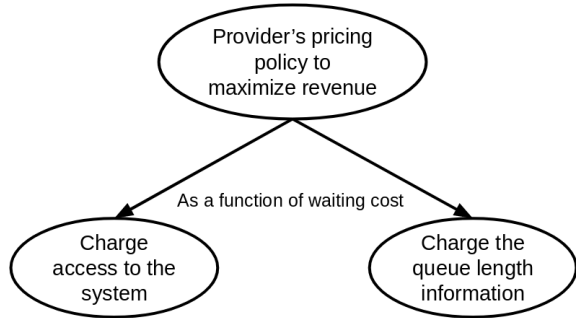 Provider’s pricing
policy to
maximize revenue
As a function of waiting cost
Charge
access to the
system
Charge the
queue length
information